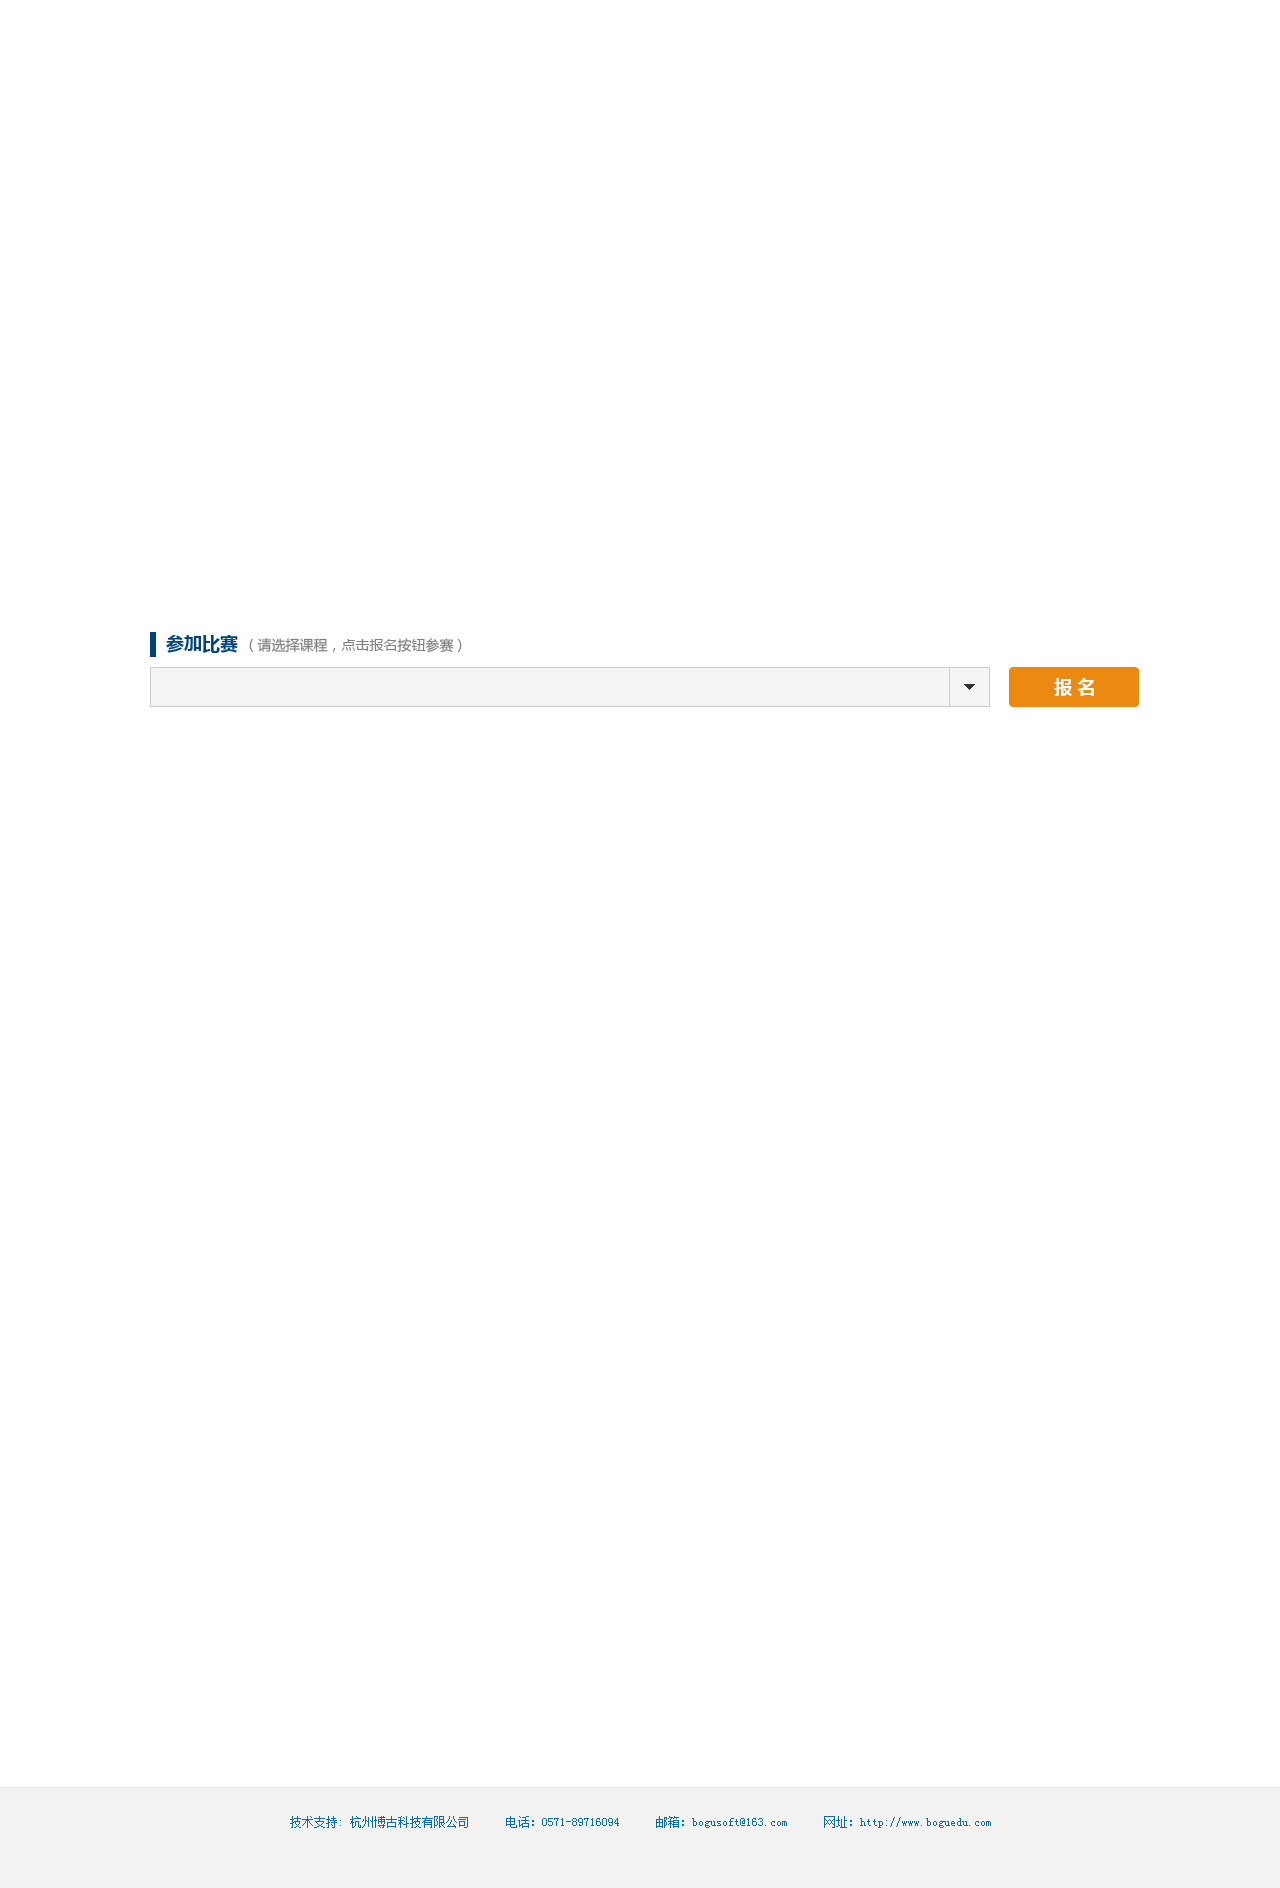 参加比赛（请选择课程，点击报名按钮参赛）
报 名
技术支持：杭州博古科技有限公司 电话：0571-89716094 邮箱：bogusoft@163.com 网址：http://www.boguedu.com